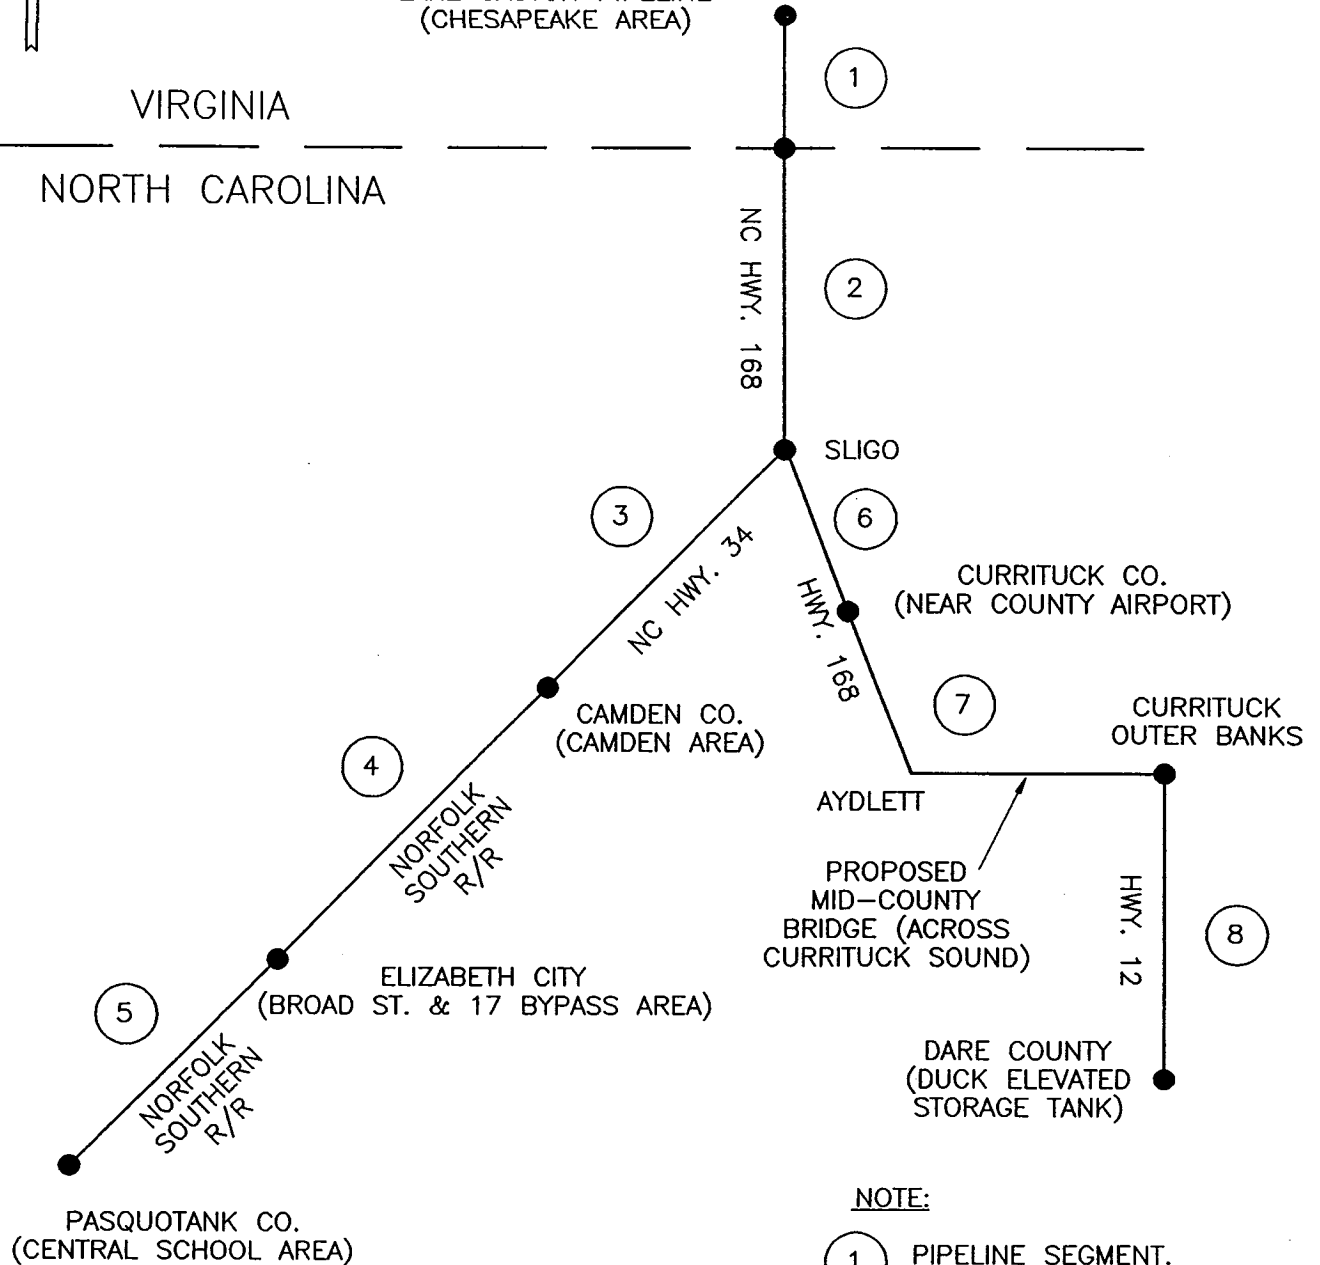 (CHESAPEAKE AREA)
1
VIRGINIA
NORTH CAROLINA
NC HWY. 168
2
SLIGO
3
6
NC HWY. 34
CURRITUCK CO.
(NEAR COUNTY AIRPORT)
HWY. 168
7
CAMDEN CO.
(CAMDEN AREA)
CURRITUCK
OUTER BANKS
4
AYDLETT
NORFOLK
SOUTHERN
R/R
PROPOSED
MID-COUNTY
BRIDGE (ACROSS
CURRITUCK SOUND)
HWY. 12
8
ELIZABETH CITY
(BROAD ST. & 17 BYPASS AREA)
5
NORFOLK
SOUTHERN
R/R
DARE COUNTY
(DUCK ELEVATED
STORAGE TANK)
PASQUOTANK CO.
(CENTRAL SCHOOL AREA)
NOTE:
1 PIPELINE SEGMENT.